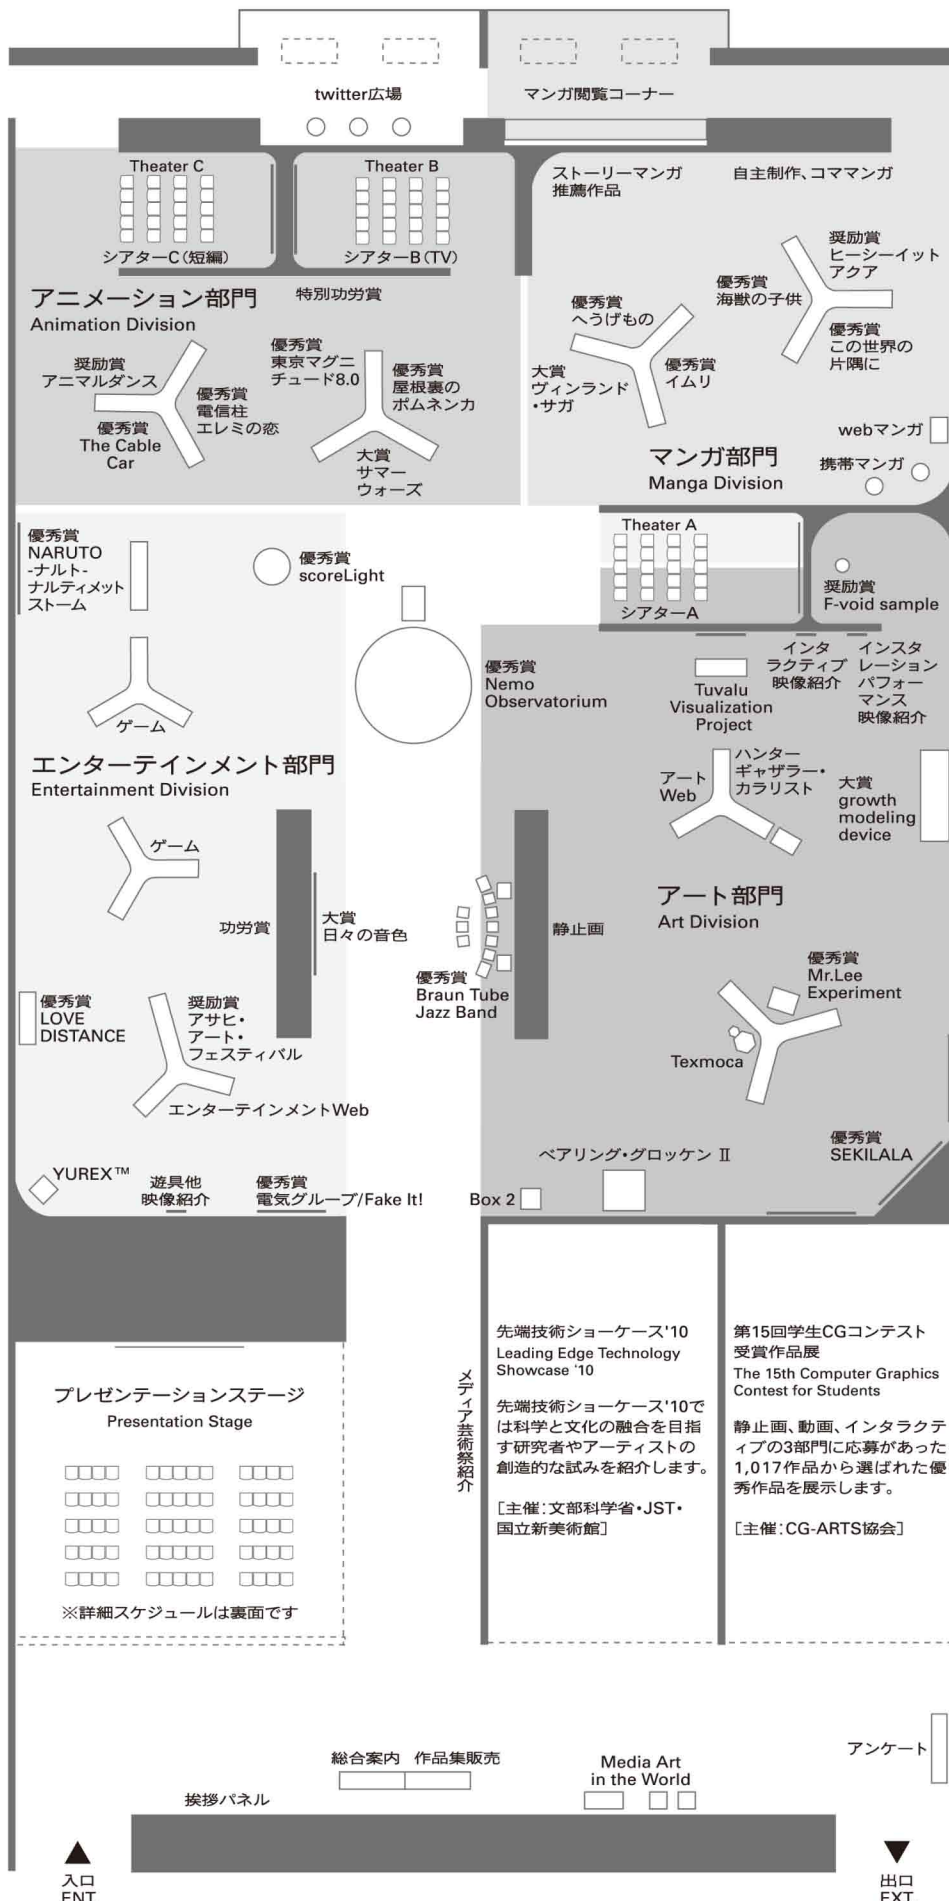 twitter広場
マンガ閲覧コーナー
Theater C
シアターC(短編)
Theater B
シアターB(TV)
ストーリーマンガ
推薦作品
自主制作、コママンガ
アニメーション部門
Animation Division
特別功労賞
奨励賞
アニマルダンス
優秀賞
電信柱
エレミの恋
優秀賞
The Cable
Car
優秀賞
東京マグニ
チュード8.0
優秀賞
屋根裏の
ポムネンカ
大賞
サマー
ウォーズ
優秀賞
へうげもの
大賞
ヴィンランド
・サガ
優秀賞
イムリ
優秀賞
海獣の子供
奨励賞
ヒーシーイット
アクア
優秀賞
この世界の
片隅に
マンガ部門
Manga Division
webマンガ
携帯マンガ
優秀賞
NARUTO
-ナルト-
ナルティメット
ストーム
優秀賞
scoreLight
Theater A
シアターA
奨励賞
F-void sample
優秀賞
Nemo
Observatorium
ゲーム
Tuvalu
Visualization
Project
インタ
ラクティブ
映像紹介
インスタ
レーション
パフォー
マンス
映像紹介
エンターテインメント部門
Entertainment Division
アート
Web
ハンター
ギャザラー・
カラリスト
大賞
growth
modeling
device
ゲーム
功労賞
大賞
日々の音色
静止画
アート部門
Art Division
優秀賞
Braun Tube
Jazz Band
優秀賞
LOVE
DISTANCE
奨励賞
アサヒ・
アート・
フェスティバル
エンターテインメントWeb
優秀賞
Mr.Lee
Experiment
Texmoca
YUREX™
遊具他
映像紹介
優秀賞
電気グループ/Fake It!
ベアリング・グロッケン Ⅱ
Box 2
優秀賞
SEKILALA
プレゼンテーションステージ
Presentation Stage
※詳細スケジュールは裏面です
メディア芸術祭紹介
先端技術ショーケース'10
Leading Edge Technology
Showcase '10
先端技術ショーケース'10で
は科学と文化の融合を目指
す研究者やアーティストの
創造的な試みを紹介します。
[主催:文部科学省・JST・
国立新美術館]
第15回学生CGコンテスト
受賞作品展
The 15th Computer Graphics
Contest for Students
静止画、動画、インタラクテ
ィブの3部門に応募があった
1,017作品から選ばれた優
秀作品を展示します。
[主催:CG-ARTS協会]
総合案内 作品集販売
Media Art
in the World
アンケート
挨拶パネル
入口
ENT
出口
EXT